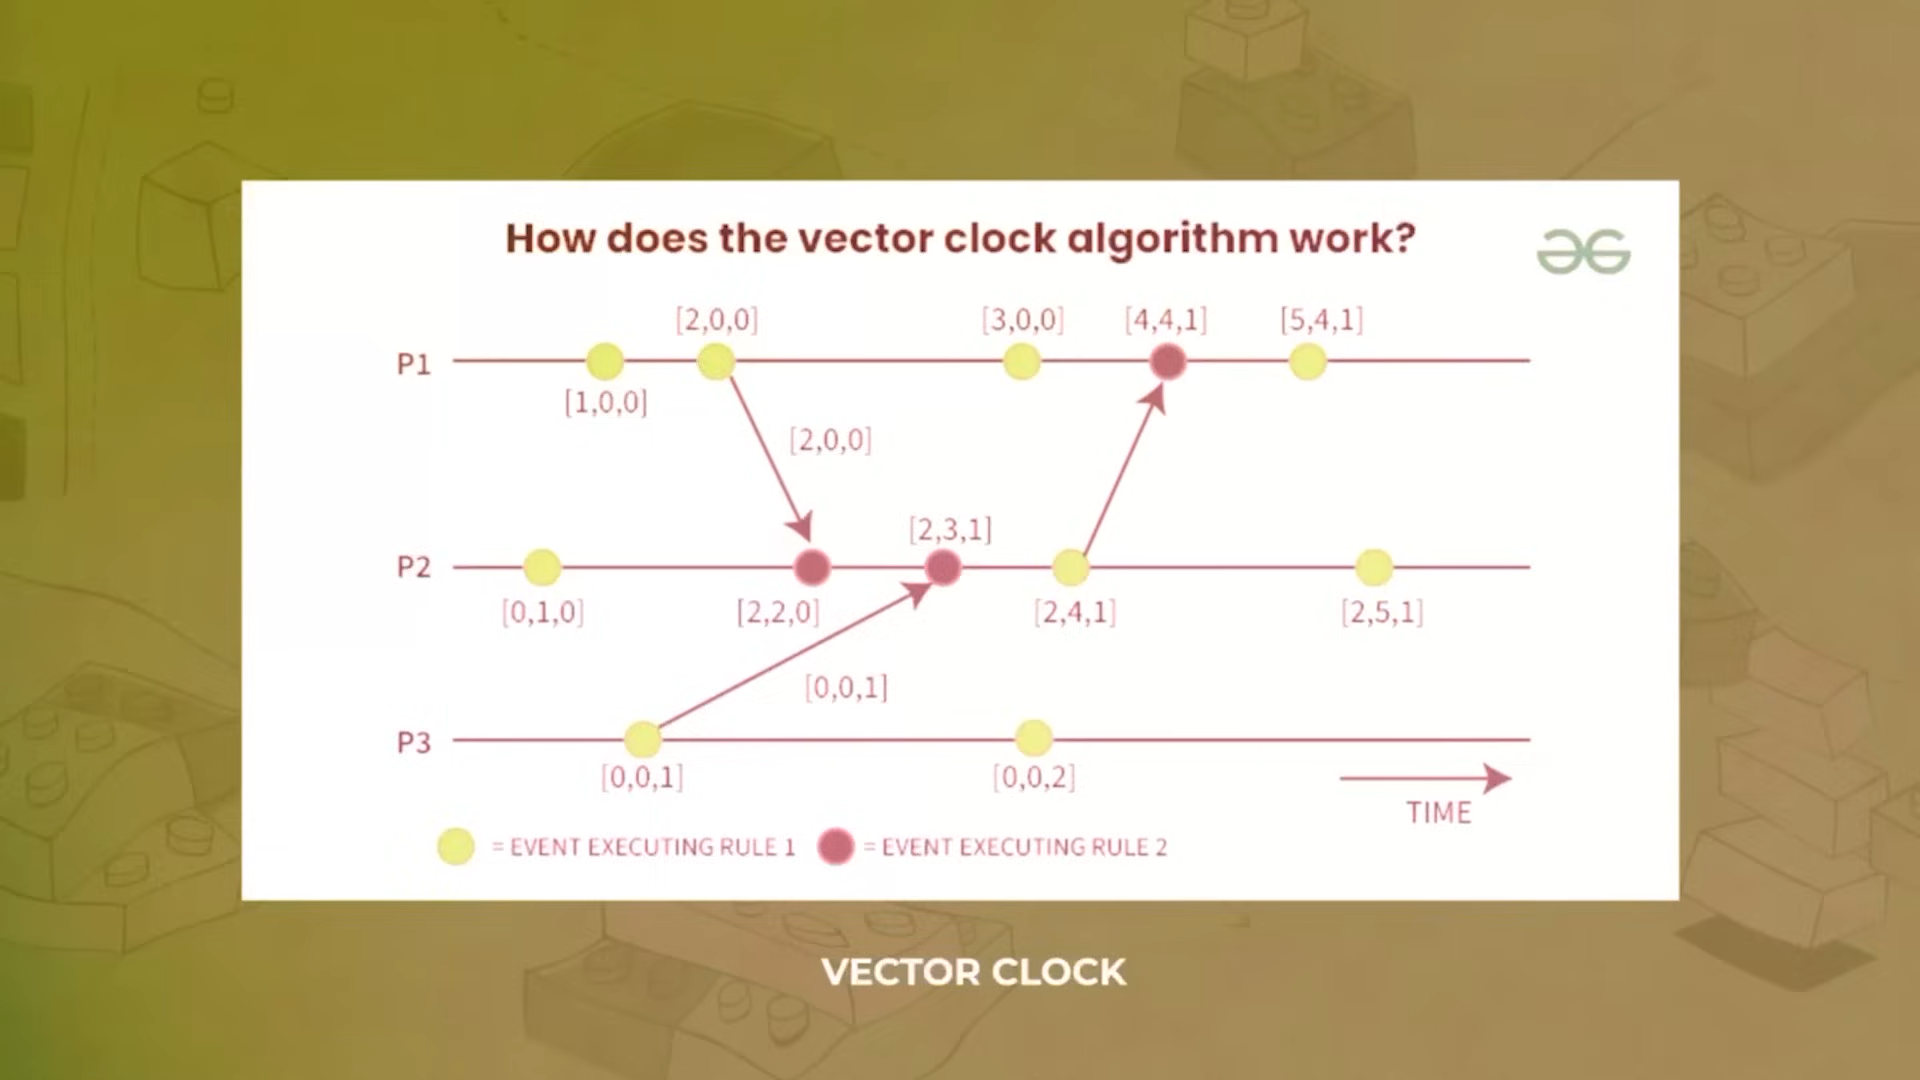 How does the vector clock algorithm work?
[2,0,0] [3,0,0] [4,4,1] [5,4,1]
P1
[1,0,0]
[2,0,0]
[2,3,1]
P2
[0,1,0] [2,2,0] [2,4,1] [2,5,1]
[0,0,1]
P3
[0,0,1] [0,0,2]
TIME
= EVENT EXECUTING RULE 1 = EVENT EXECUTING RULE 2
VECTOR CLOCK